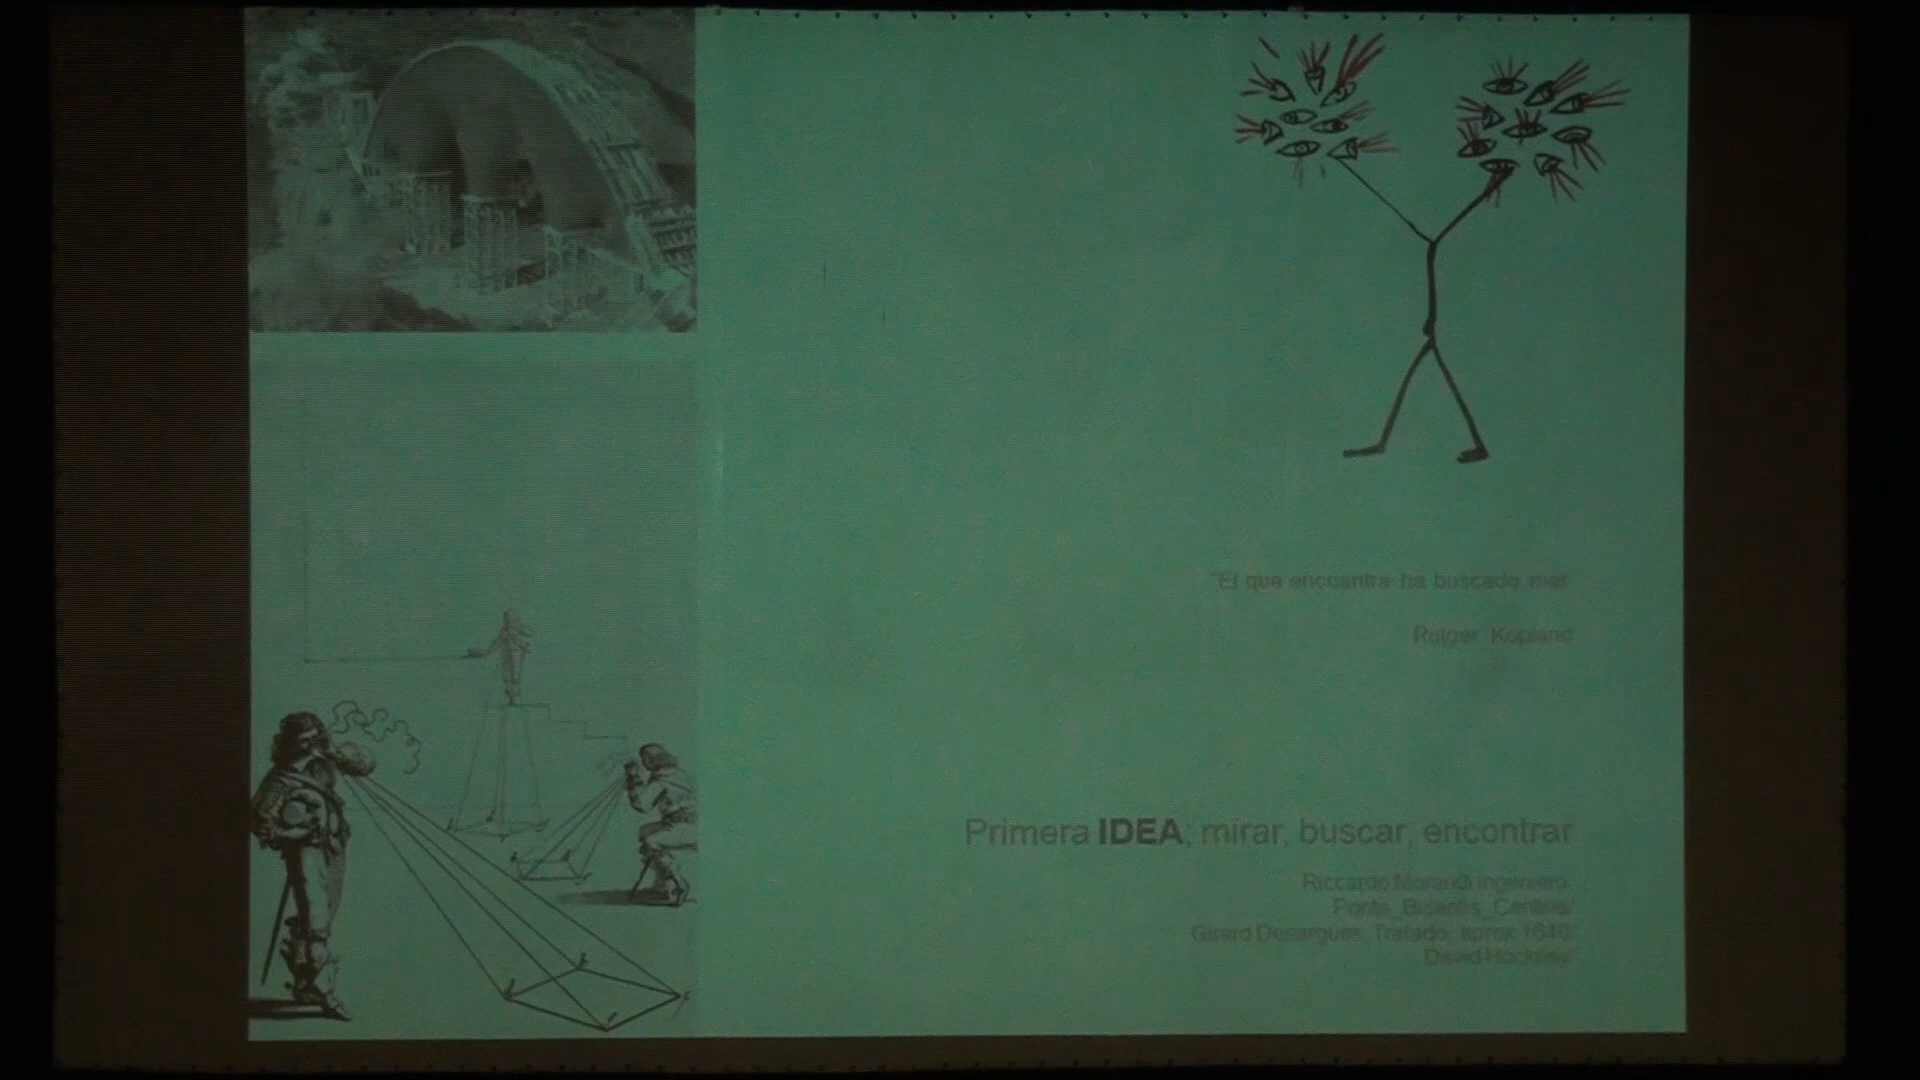 "El que encuentra ha buscado mal"
Rutger Kopland
Primera IDEA; mirar, buscar, encontrar
Riccardo Morandi ingeniero.
Girard Desargues, Tratado, aprox 1640/
David Hockney